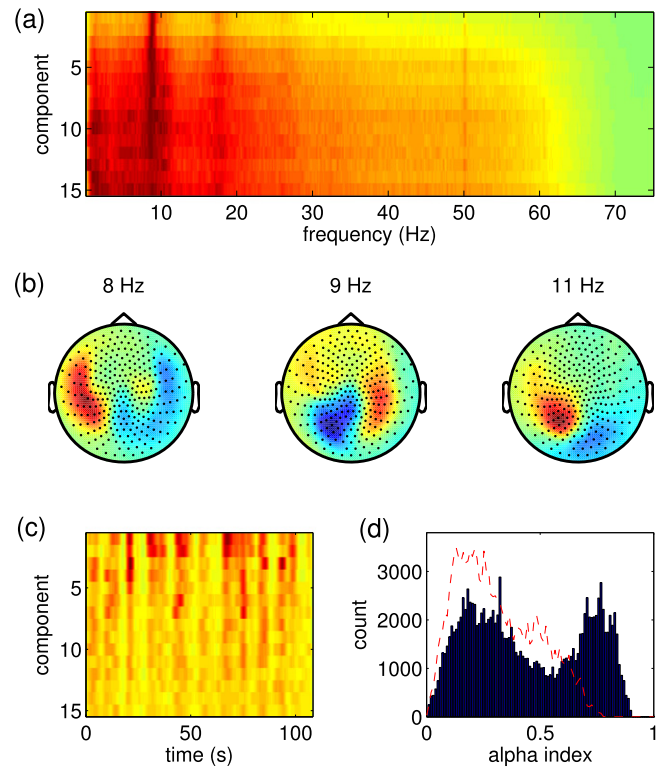 (a)
component
5
10
15
10 20 30 40 50 60 70
frequency (Hz)
(b)
8 Hz 9 Hz 11 Hz
(c)
component
5
10
15
0 50 100
time (s)
(d)
count
3000
2000
1000
0
0 0.5 1
alpha index